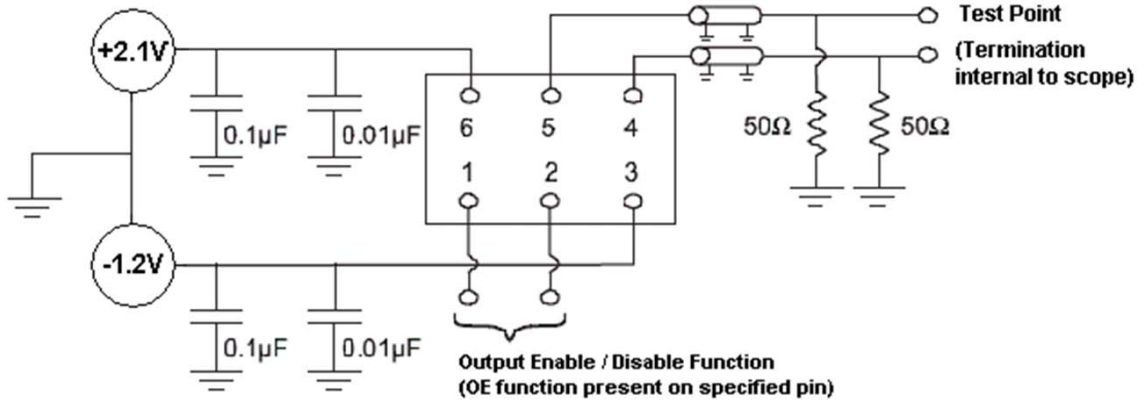 +2.1V
0.1µF
0.01µF
6 5 4
1 2 3
Test Point
(Termination
internal to scope)
50Ω
50Ω
-1.2V
0.1µF
0.01µF
Output Enable / Disable Function
(OE function present on specified pin)